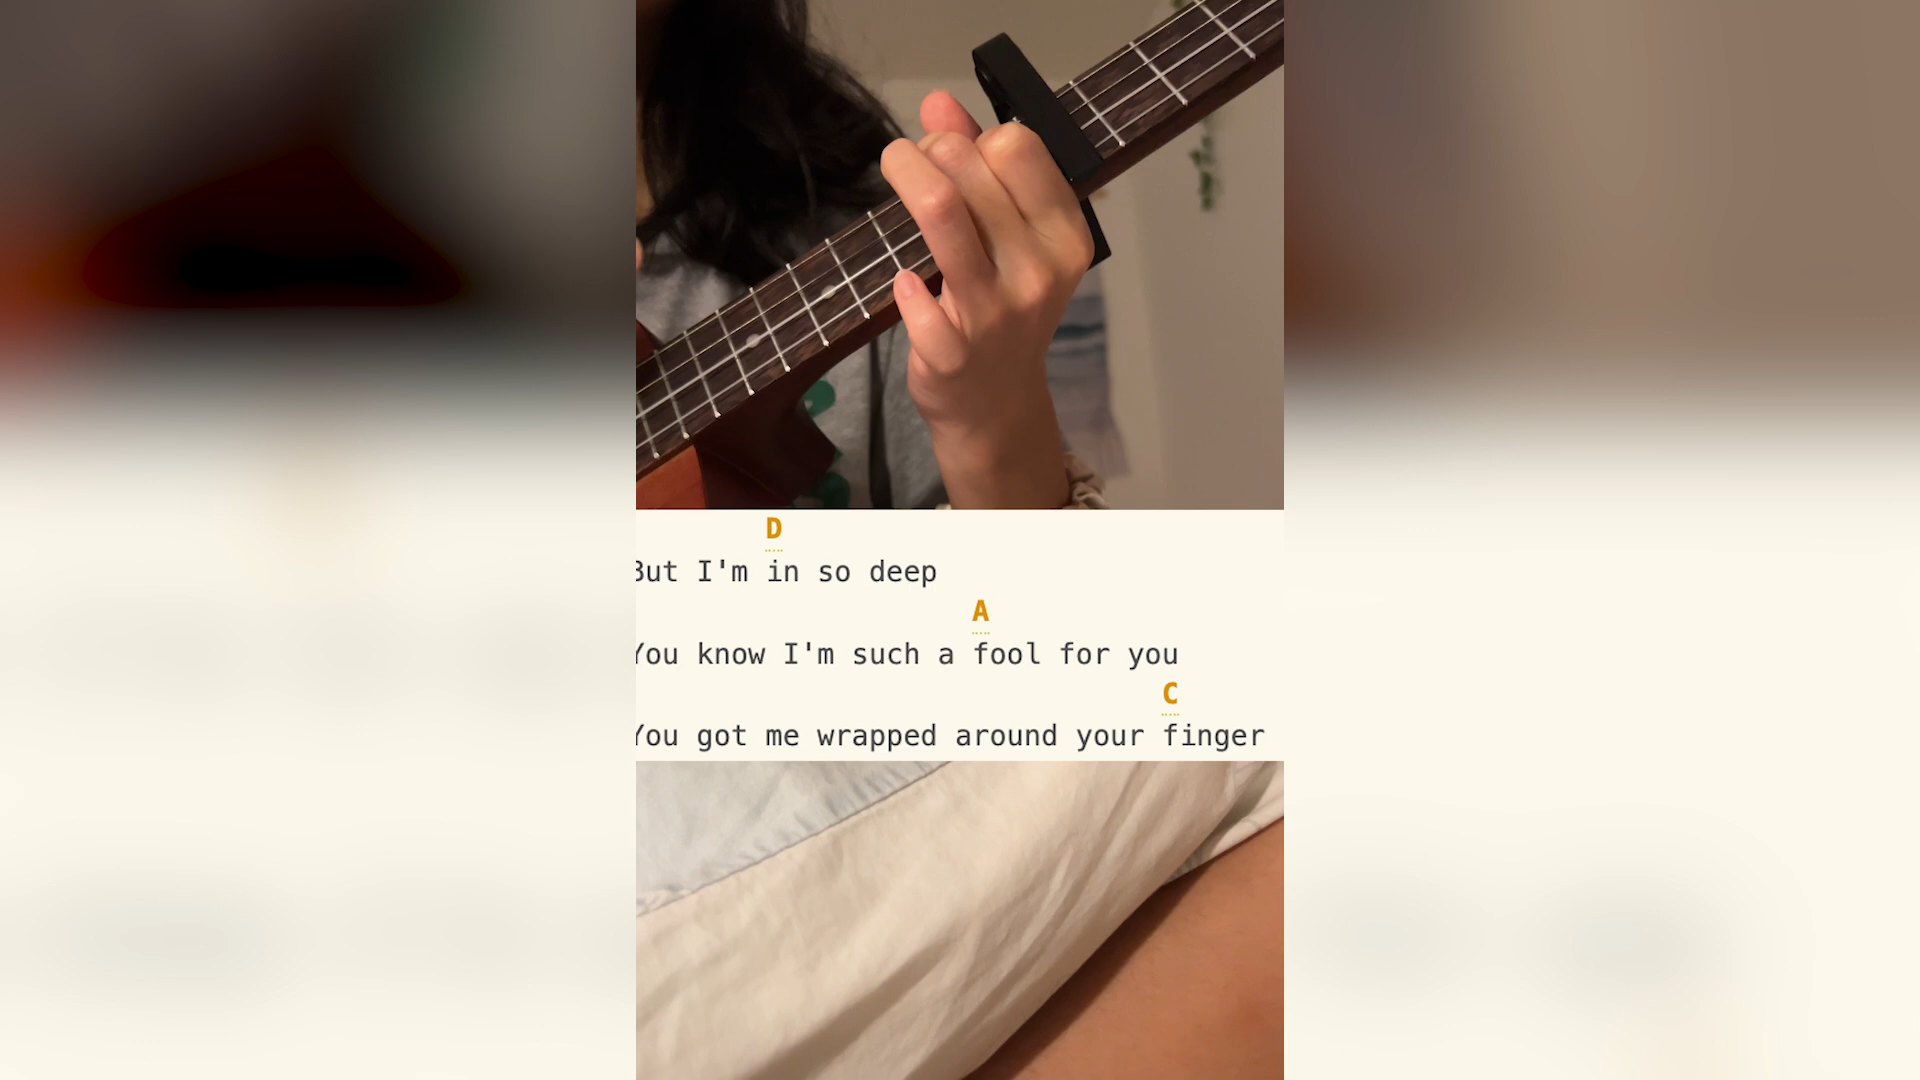 D
But I'm in so deep
A
You know I'm such a fool for you
C
You got me wrapped around your finger